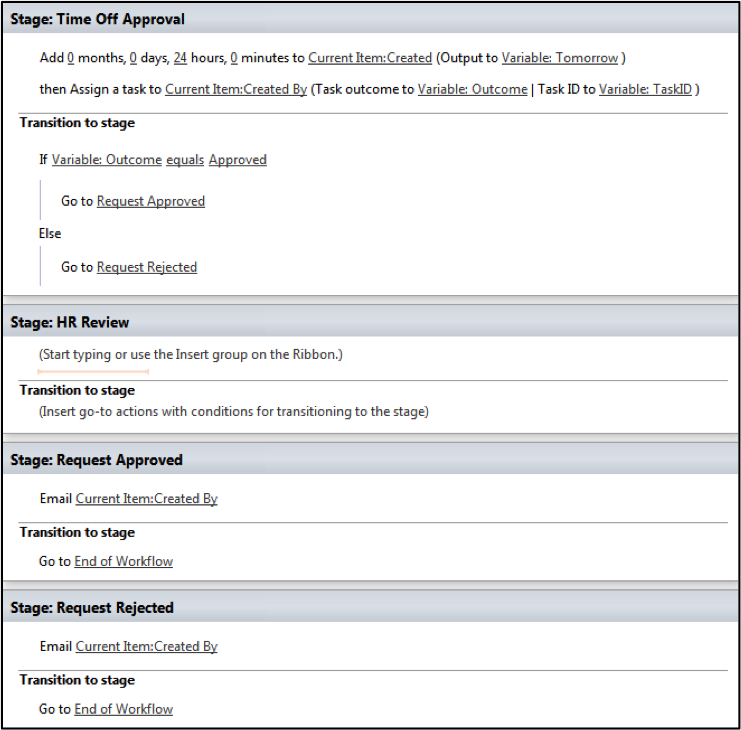 Stage: Time Off Approval
Add 0 months, 0 days, 24 hours, 0 minutes to Current Item:Created (Output to Variable: Tomorrow )
then Assign a task to Current Item:Created By (Task outcome to Variable: Outcome | Task ID to Variable: TaskID )
Transition to stage
If Variable: Outcome equals Approved
Go to Request Approved
Else
Go to Request Rejected
Stage: HR Review
(Start typing or use the Insert group on the Ribbon.)
Transition to stage
(Insert go-to actions with conditions for transitioning to the stage)
Stage: Request Approved
Email Current Item:Created By
Transition to stage
Go to End of Workflow
Stage: Request Rejected
Email Current Item:Created By
Transition to stage
Go to End of Workflow